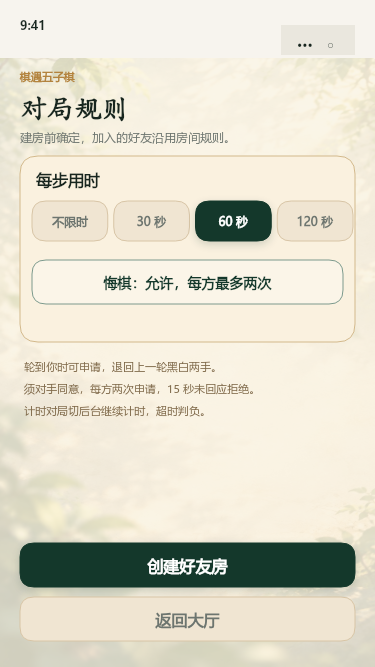 9:41
棋遇五子棋
对局规则
建房前确定，加入的好友沿用房间规则。
每步用时
不限时 30 秒 60 秒 120 秒
悔棋：允许，每方最多两次
轮到你时可申请，退回上一轮黑白两手。
须对手同意，每方两次申请，15 秒未回应拒绝。
计时对局切后台继续计时，超时判负。
创建好友房
返回大厅